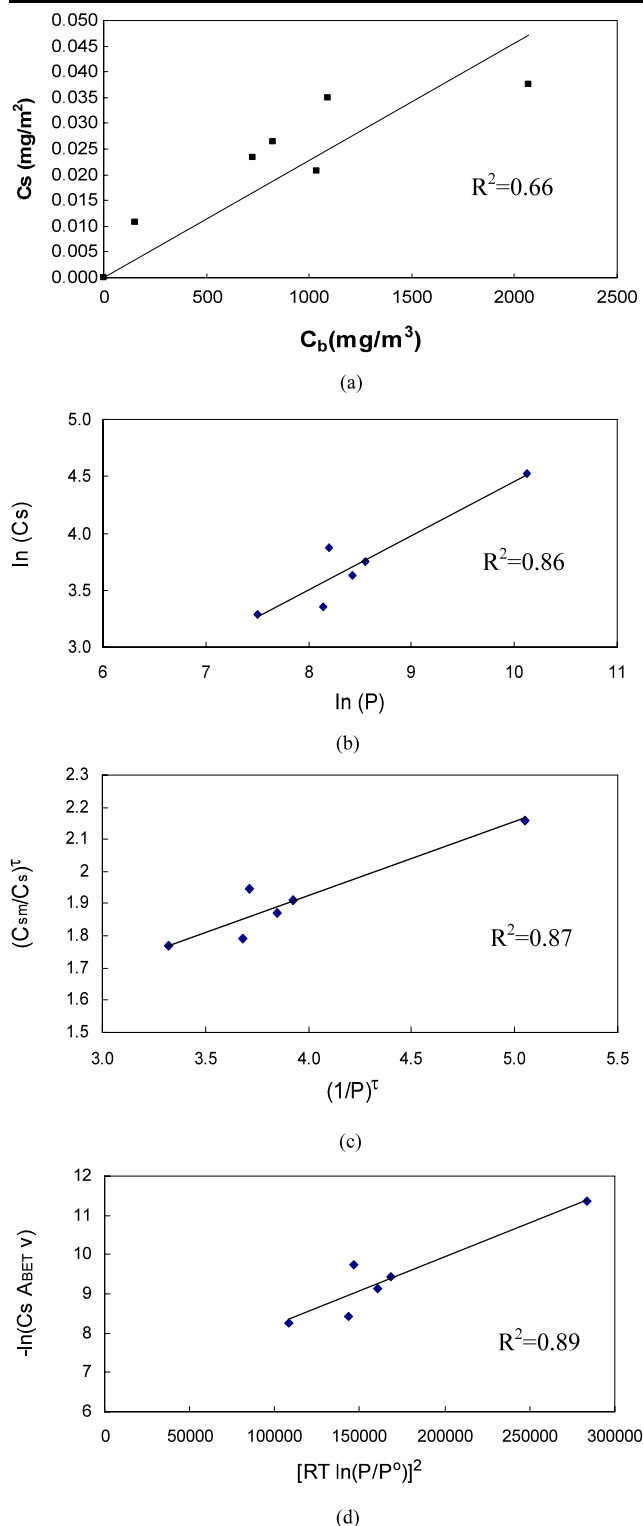 0.050
0.045
0.040
0.035
0.030
0.025
0.020
0.015
0.010
0.005
0.000
Cs (mg/m²)
R²=0.66
0 500 1000 1500 2000 2500
C_b(mg/m³)
(a)
5.0
4.5
4.0
3.5
3.0
ln (Cs)
R²=0.86
6 7 8 9 10 11
ln (P)
(b)
2.3
2.2
2.1
2
1.9
1.8
1.7
1.6
1.5
(Csm/Cs)^τ
R²=0.87
3.0 3.5 4.0 4.5 5.0 5.5
(1/P)^τ
(c)
12
11
10
9
8
7
6
-ln(Cs ABET v)
R²=0.89
0 50000 100000 150000 200000 250000 300000
[RT ln(P/P°)]²
(d)